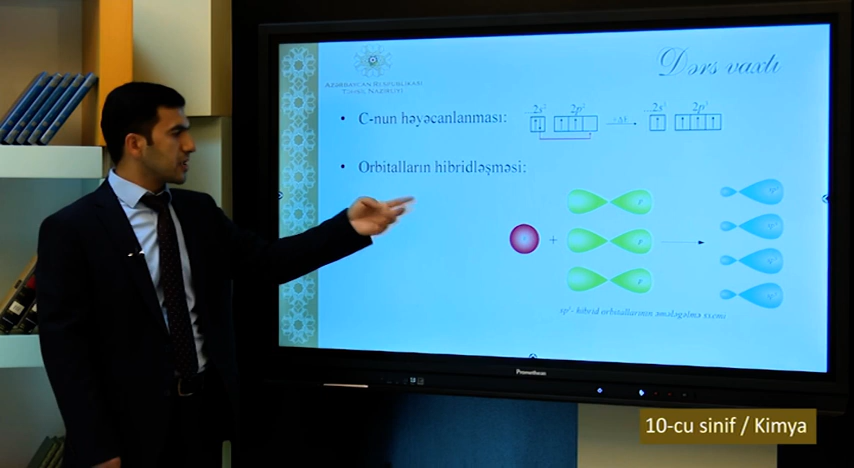 Dərs vaxtı
AZƏRBAYCAN RESPUBLİKASI
TƏHSİL NAZİRLİYİ
• C-nun həyəcanlanması: 2s² 2p² +ΔE 2s¹ 2p³
• Orbitalların hibridləşməsi:
+
p
p
p
sp³- hibrid orbitallarının əmələgəlmə sxemi
Promethean
10-cu sinif / Kimya